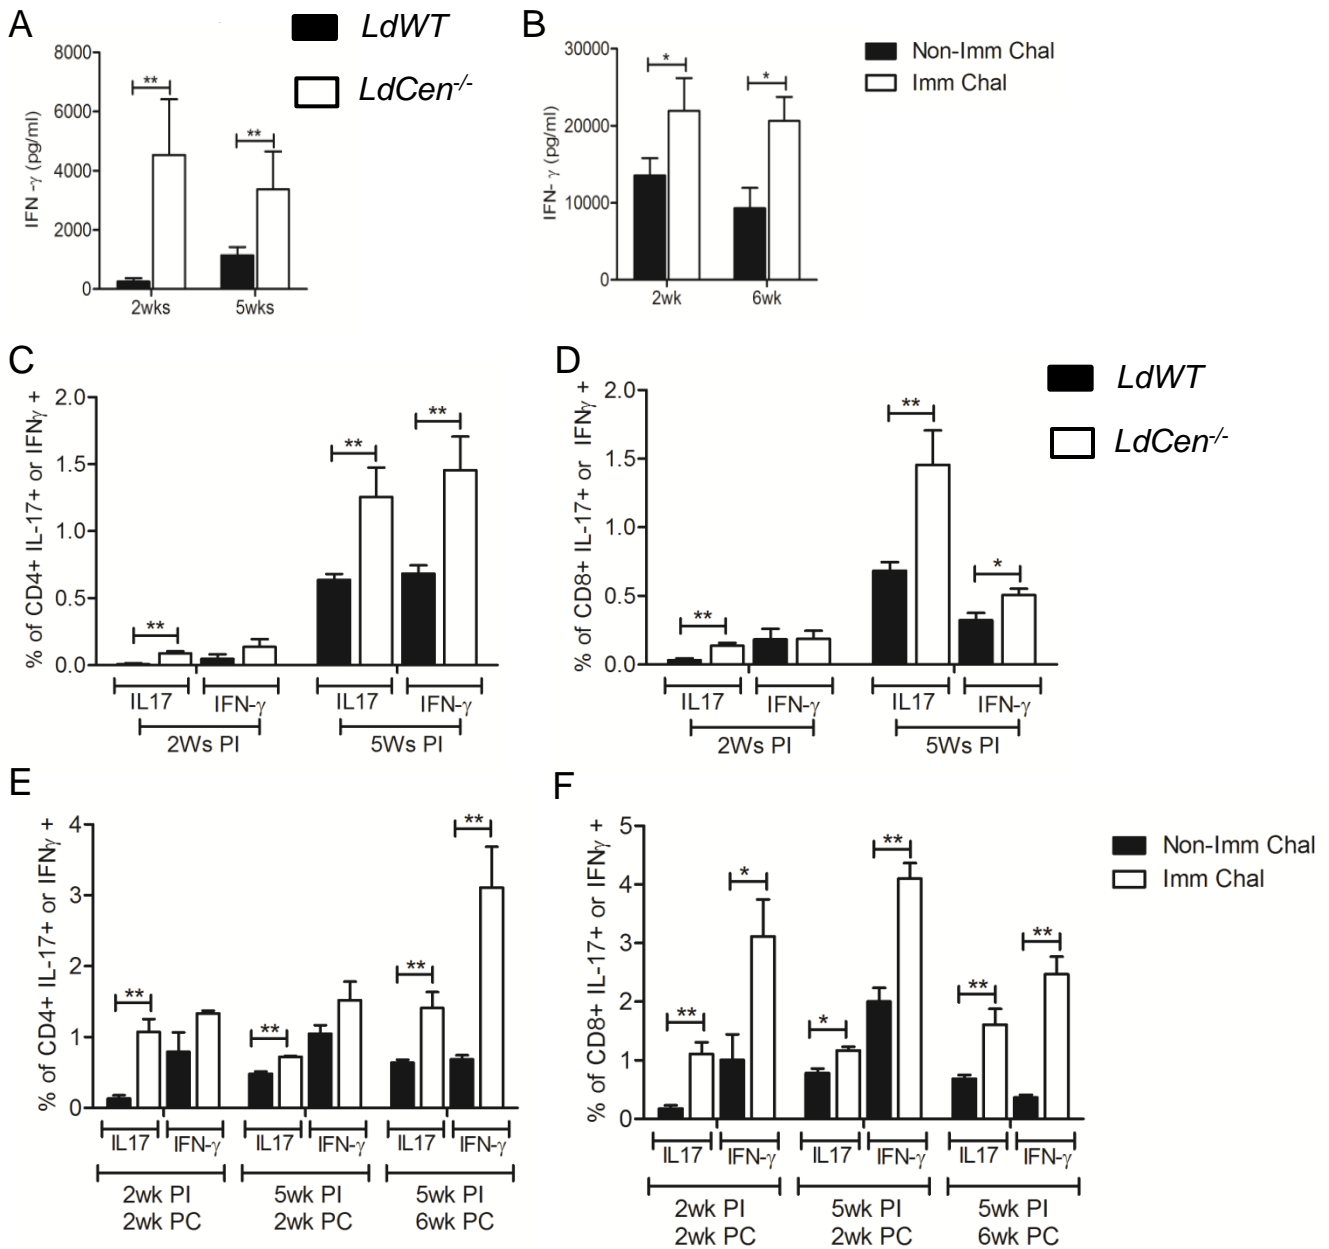 A
LdWT
LdCen-/-
8000
6000
4000
2000
0
IFN -γ (pg/ml)
**
**
2wks
5wks
B
Non-Imm Chal
Imm Chal
30000
20000
10000
0
IFN- γ (pg/ml)
*
*
2wk
6wk
C
2.0
1.5
1.0
0.5
0.0
% of CD4+ IL-17+ or IFNγ +
**
**
**
IL17
IFN-γ
IL17
IFN-γ
2Ws PI
5Ws PI
D
LdWT
LdCen-/-
2.0
1.5
1.0
0.5
0.0
% of CD8+ IL-17+ or IFNγ +
**
**
*
IL17
IFN-γ
IL17
IFN-γ
2Ws PI
5Ws PI
E
4
3
2
1
0
% of CD4+ IL-17+ or IFNγ +
**
**
**
**
IL17
IFN-γ
IL17
IFN-γ
IL17
IFN-γ
2wk PI
2wk PC
5wk PI
2wk PC
5wk PI
6wk PC
F
Non-Imm Chal
Imm Chal
5
4
3
2
1
0
% of CD8+ IL-17+ or IFNγ +
**
*
*
**
**
**
IL17
IFN-γ
IL17
IFN-γ
IL17
IFN-γ
2wk PI
2wk PC
5wk PI
2wk PC
5wk PI
6wk PC